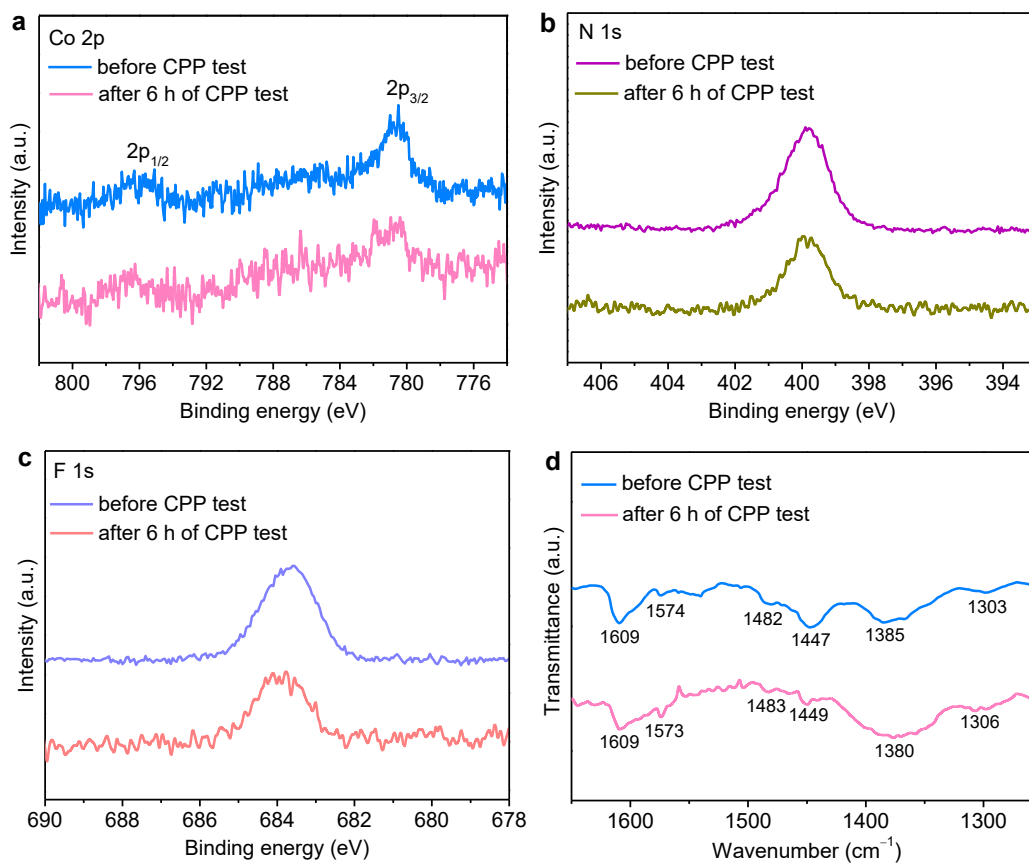 a
Co 2p
before CPP test
after 6 h of CPP test
2p1/2
2p3/2
Intensity (a.u.)
800 796 792 788 784 780 776
Binding energy (eV)
b
N 1s
before CPP test
after 6 h of CPP test
Intensity (a.u.)
406 404 402 400 398 396 394
Binding energy (eV)
c
F 1s
before CPP test
after 6 h of CPP test
Intensity (a.u.)
690 688 686 684 682 680 678
Binding energy (eV)
d
before CPP test
after 6 h of CPP test
Transmittance (a.u.)
1609 1574 1482 1447 1385 1303
1609 1573 1483 1449 1380 1306
1600 1500 1400 1300
Wavenumber (cm⁻¹)